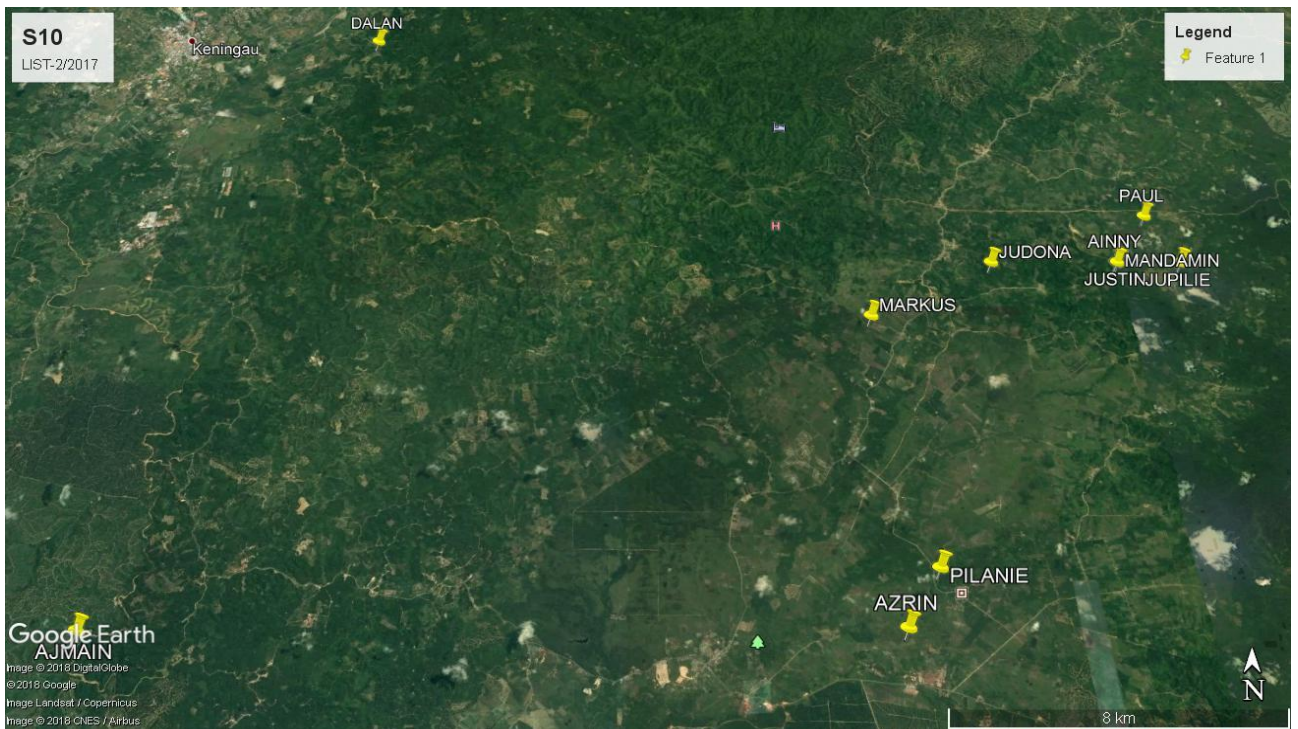 S10
LIST-2/2017
Keningau
DALAN
Legend
Feature 1
PAUL
JUDONA
AINNY
MANDAMIN
JUSTINJUPILIE
MARKUS
H
PILANIE
AZRIN
Google Earth
AJMAIN
Image © 2018 DigitalGlobe
© 2018 Google
Image Landsat / Copernicus
Image © 2018 CNES / Airbus
N
8 km